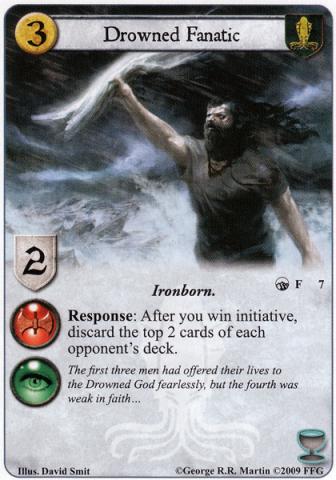 3
Drowned Fanatic
2
Ironborn.
F 7
Response: After you win initiative,
discard the top 2 cards of each
opponent's deck.
The first three men had offered their lives to
the Drowned God fearlessly, but the fourth was
weak in faith…
Illus. David Smit
©George R.R. Martin ©2009 FFG